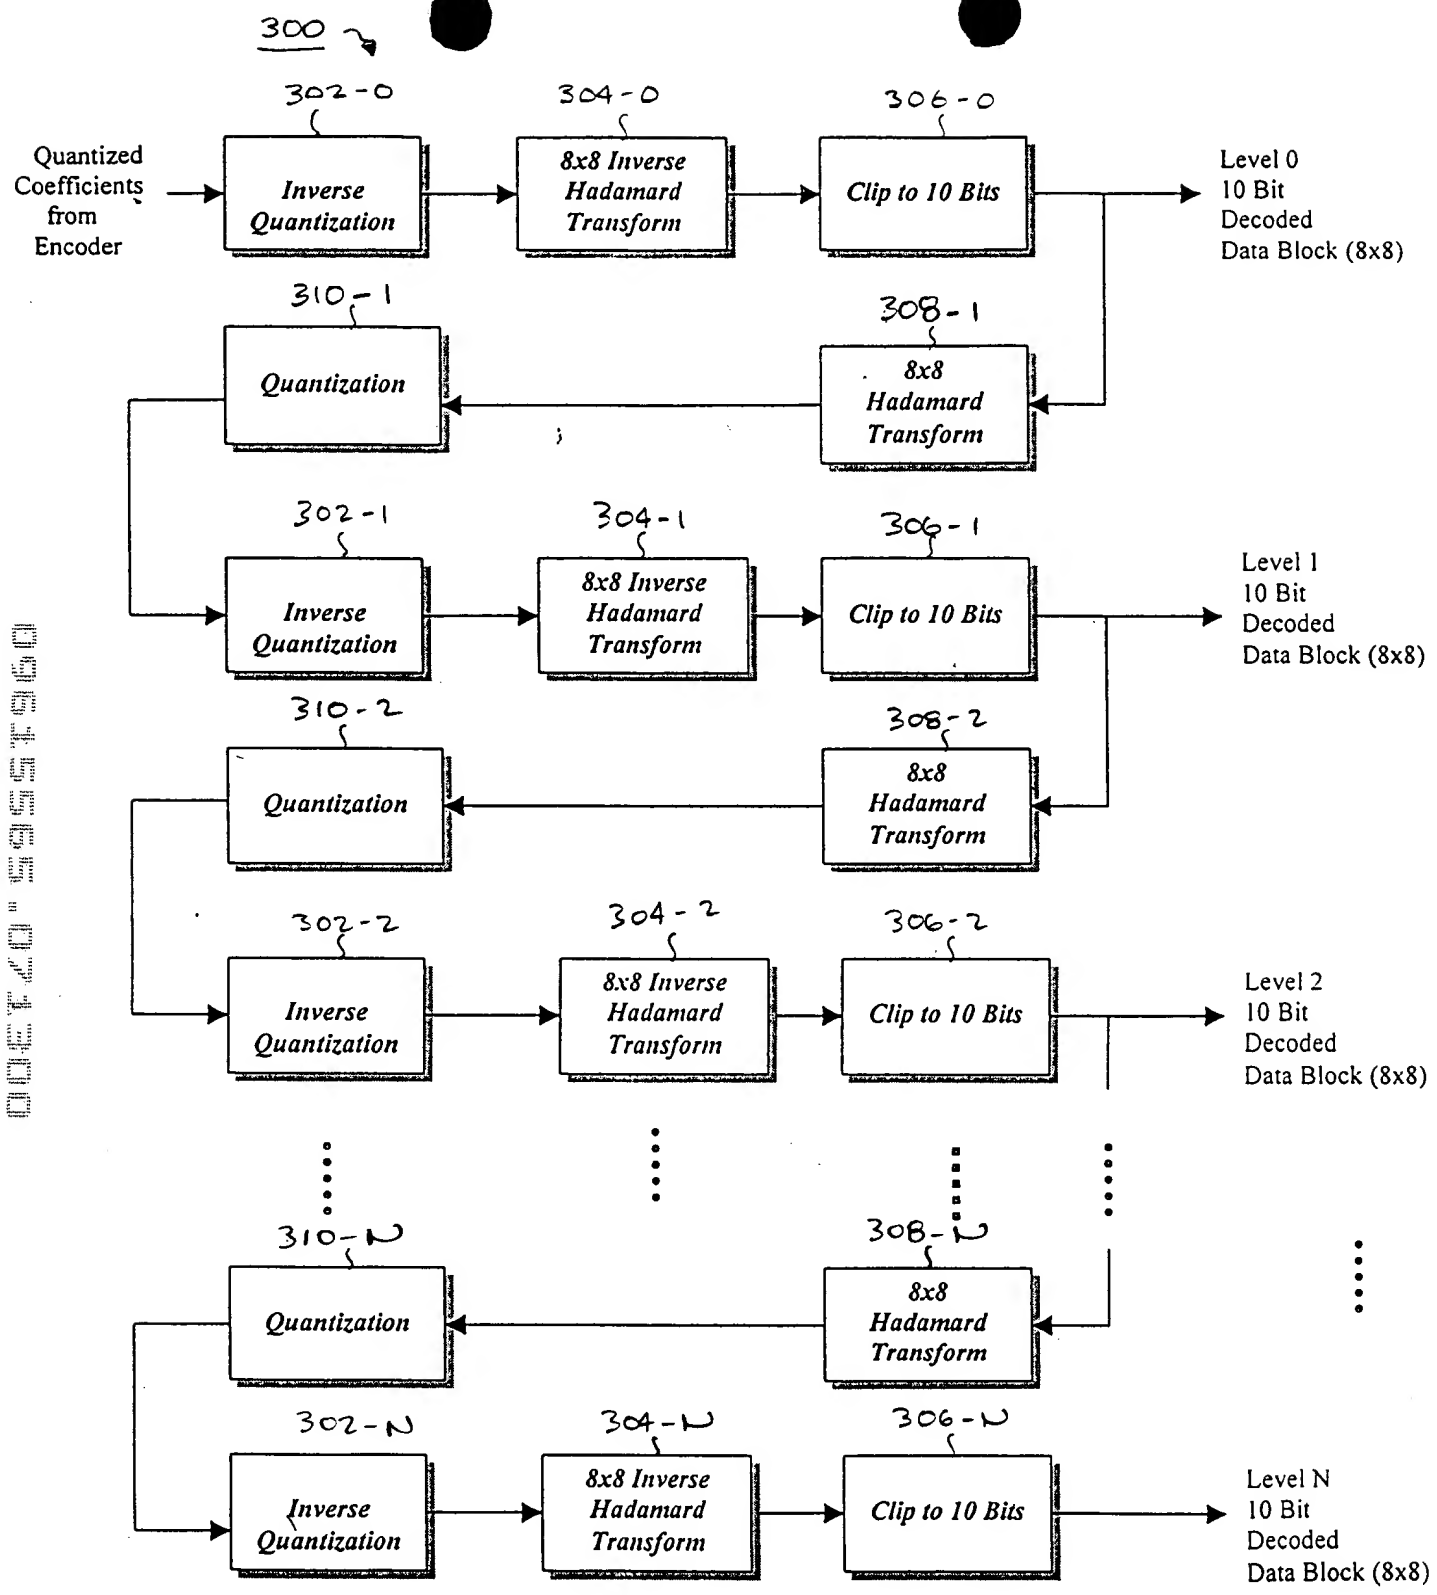 300
302-0
304-0
306-0
Quantized
Coefficients
from
Encoder
Inverse
Quantization
8x8 Inverse
Hadamard
Transform
Clip to 10 Bits
Level 0
10 Bit
Decoded
Data Block (8x8)
310-1
308-1
Quantization
8x8
Hadamard
Transform
302-1
304-1
306-1
Inverse
Quantization
8x8 Inverse
Hadamard
Transform
Clip to 10 Bits
Level 1
10 Bit
Decoded
Data Block (8x8)
310-2
308-2
Quantization
8x8
Hadamard
Transform
302-2
304-2
306-2
Inverse
Quantization
8x8 Inverse
Hadamard
Transform
Clip to 10 Bits
Level 2
10 Bit
Decoded
Data Block (8x8)
310-N
308-N
Quantization
8x8
Hadamard
Transform
302-N
304-N
306-N
Inverse
Quantization
8x8 Inverse
Hadamard
Transform
Clip to 10 Bits
Level N
10 Bit
Decoded
Data Block (8x8)